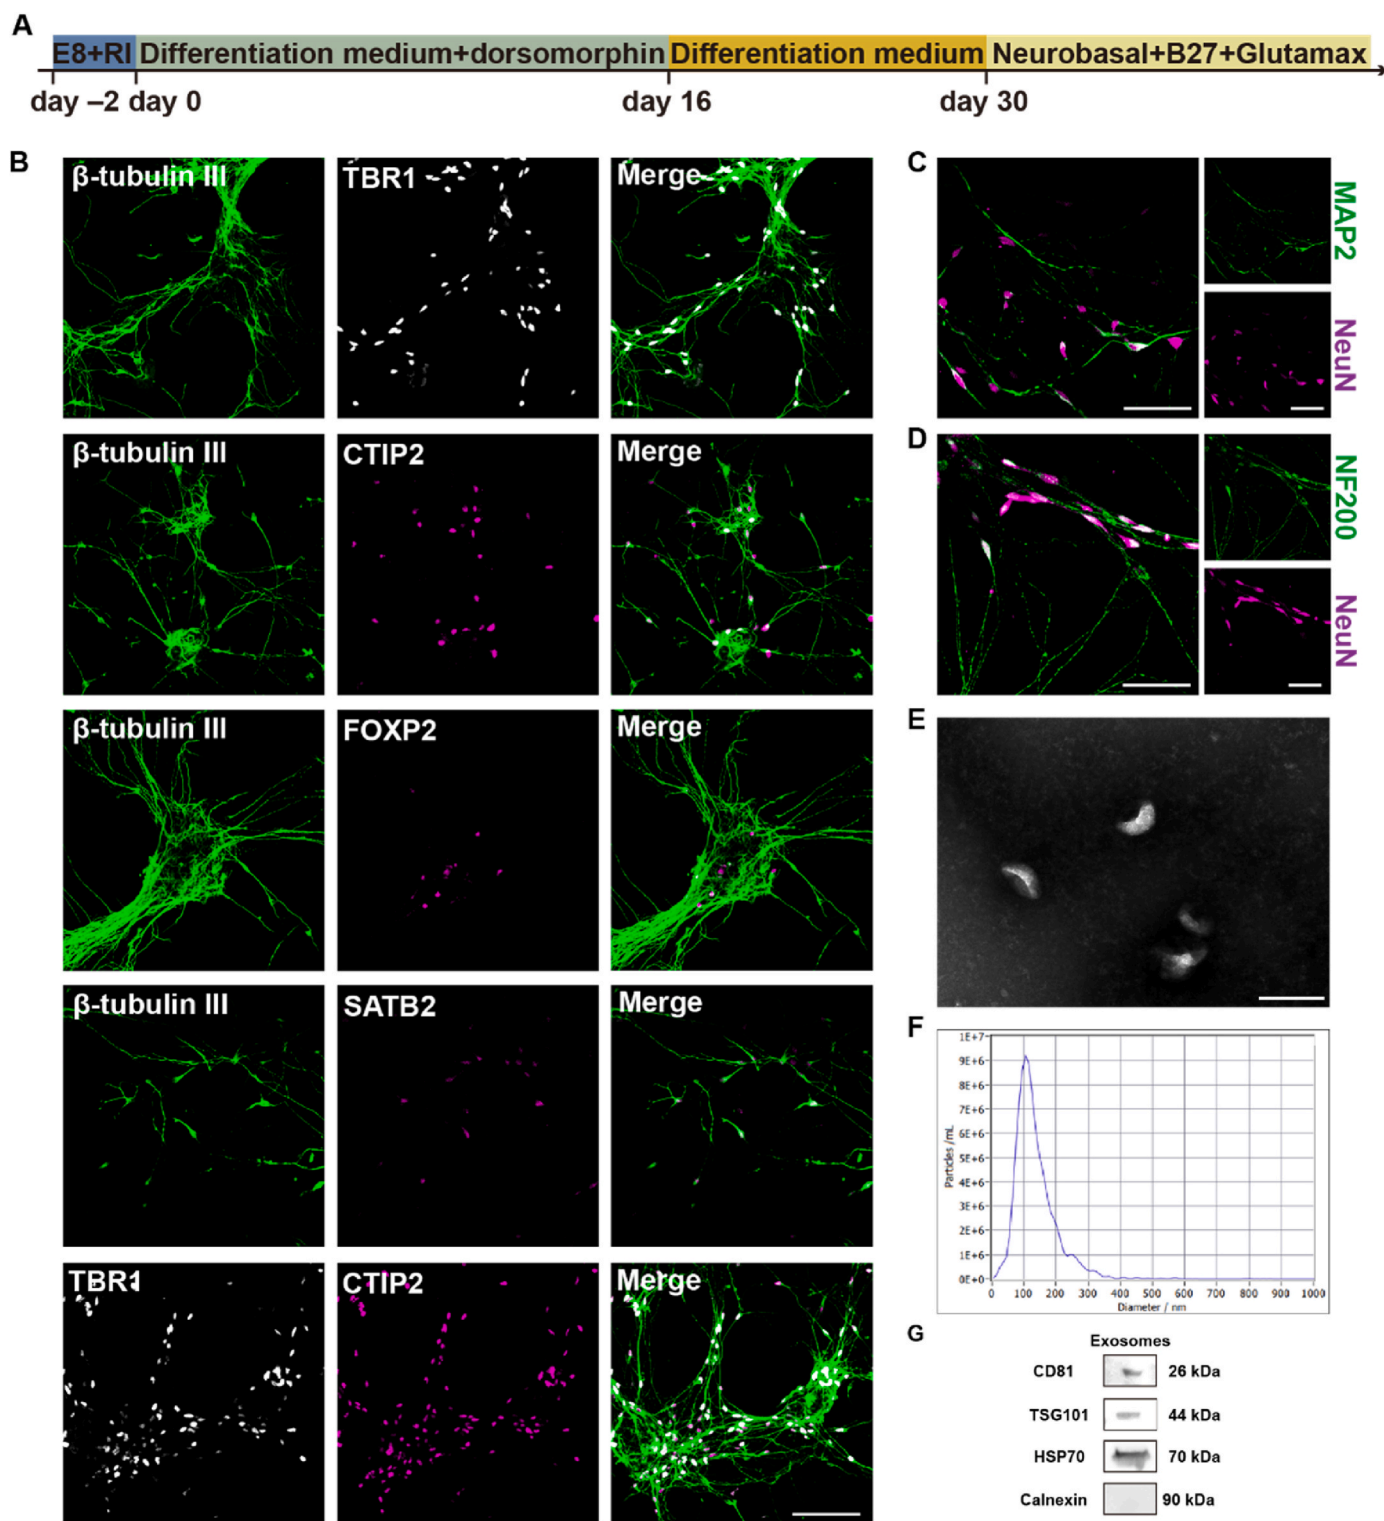 A
E8+RI Differentiation medium+dorsomorphin Differentiation medium Neurobasal+B27+Glutamax
day –2 day 0 day 16 day 30
B
β-tubulin III TBR1 Merge
β-tubulin III CTIP2 Merge
β-tubulin III FOXP2 Merge
β-tubulin III SATB2 Merge
TBR1 CTIP2 Merge
C
MAP2
NeuN
D
NF200
NeuN
E
F
1E+7
9E+6
8E+6
7E+6
6E+6
5E+6
4E+6
3E+6
2E+6
1E+6
0E+0
Particles /mL
0 100 200 300 400 500 600 700 800 900 1000
Diameter / nm
G
Exosomes
CD81 26 kDa
TSG101 44 kDa
HSP70 70 kDa
Calnexin 90 kDa